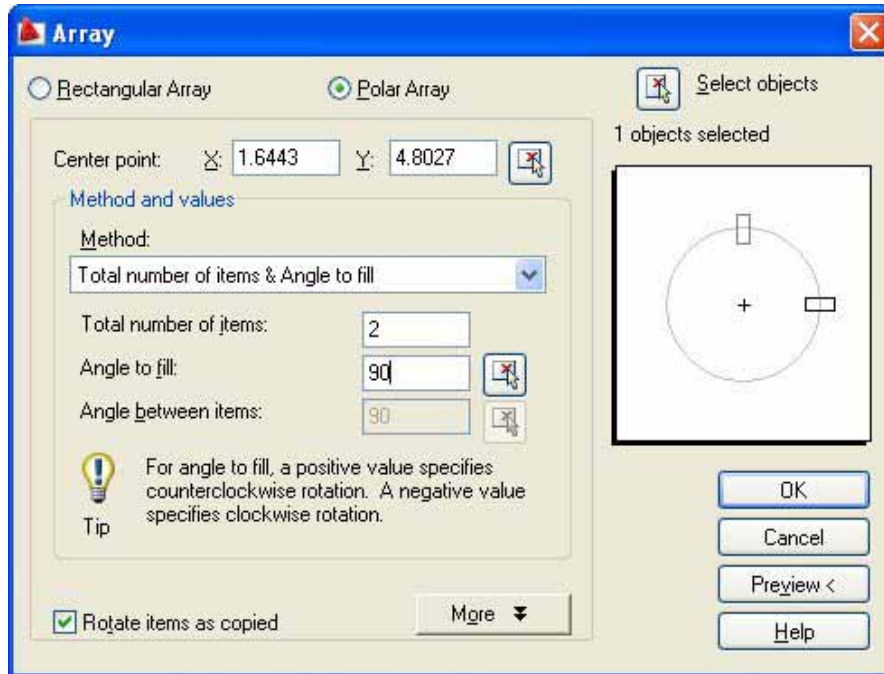 Array
Rectangular Array
Polar Array
Select objects
1 objects selected
Center point: X: 1.6443 Y: 4.8027
Method and values
Method:
Total number of items & Angle to fill
Total number of items: 2
Angle to fill: 90
Angle between items: 90
For angle to fill, a positive value specifies
counterclockwise rotation. A negative value
specifies clockwise rotation.
Tip
Rotate items as copied
More
OK
Cancel
Preview <
Help